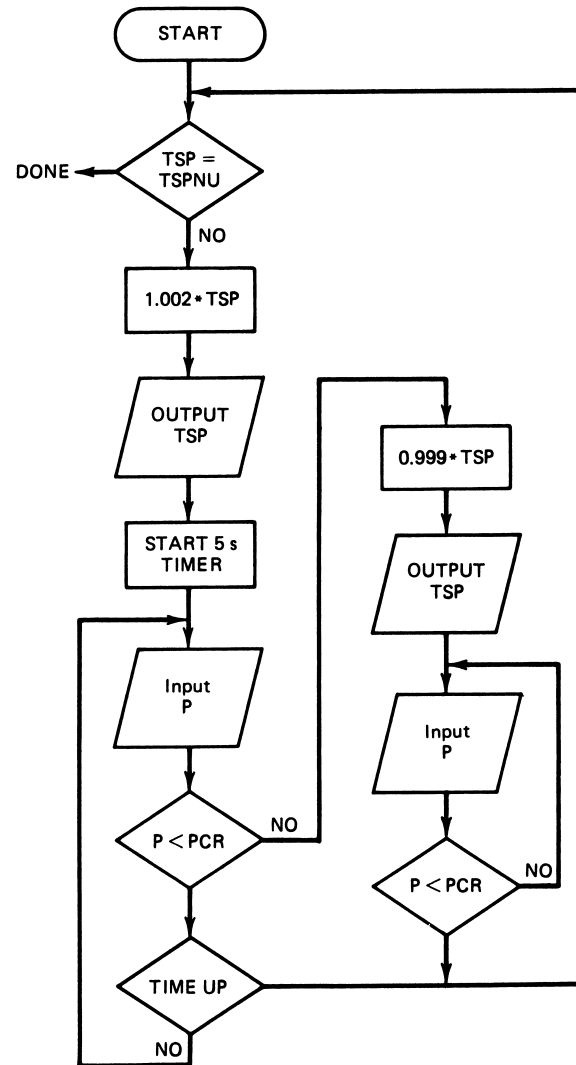 START
TSP =
TSPNU
DONE
NO
1.002* TSP
OUTPUT
TSP
START 5 s
TIMER
Input
P
P < PCR
NO
TIME UP
NO
0.999* TSP
OUTPUT
TSP
Input
P
P < PCR
NO